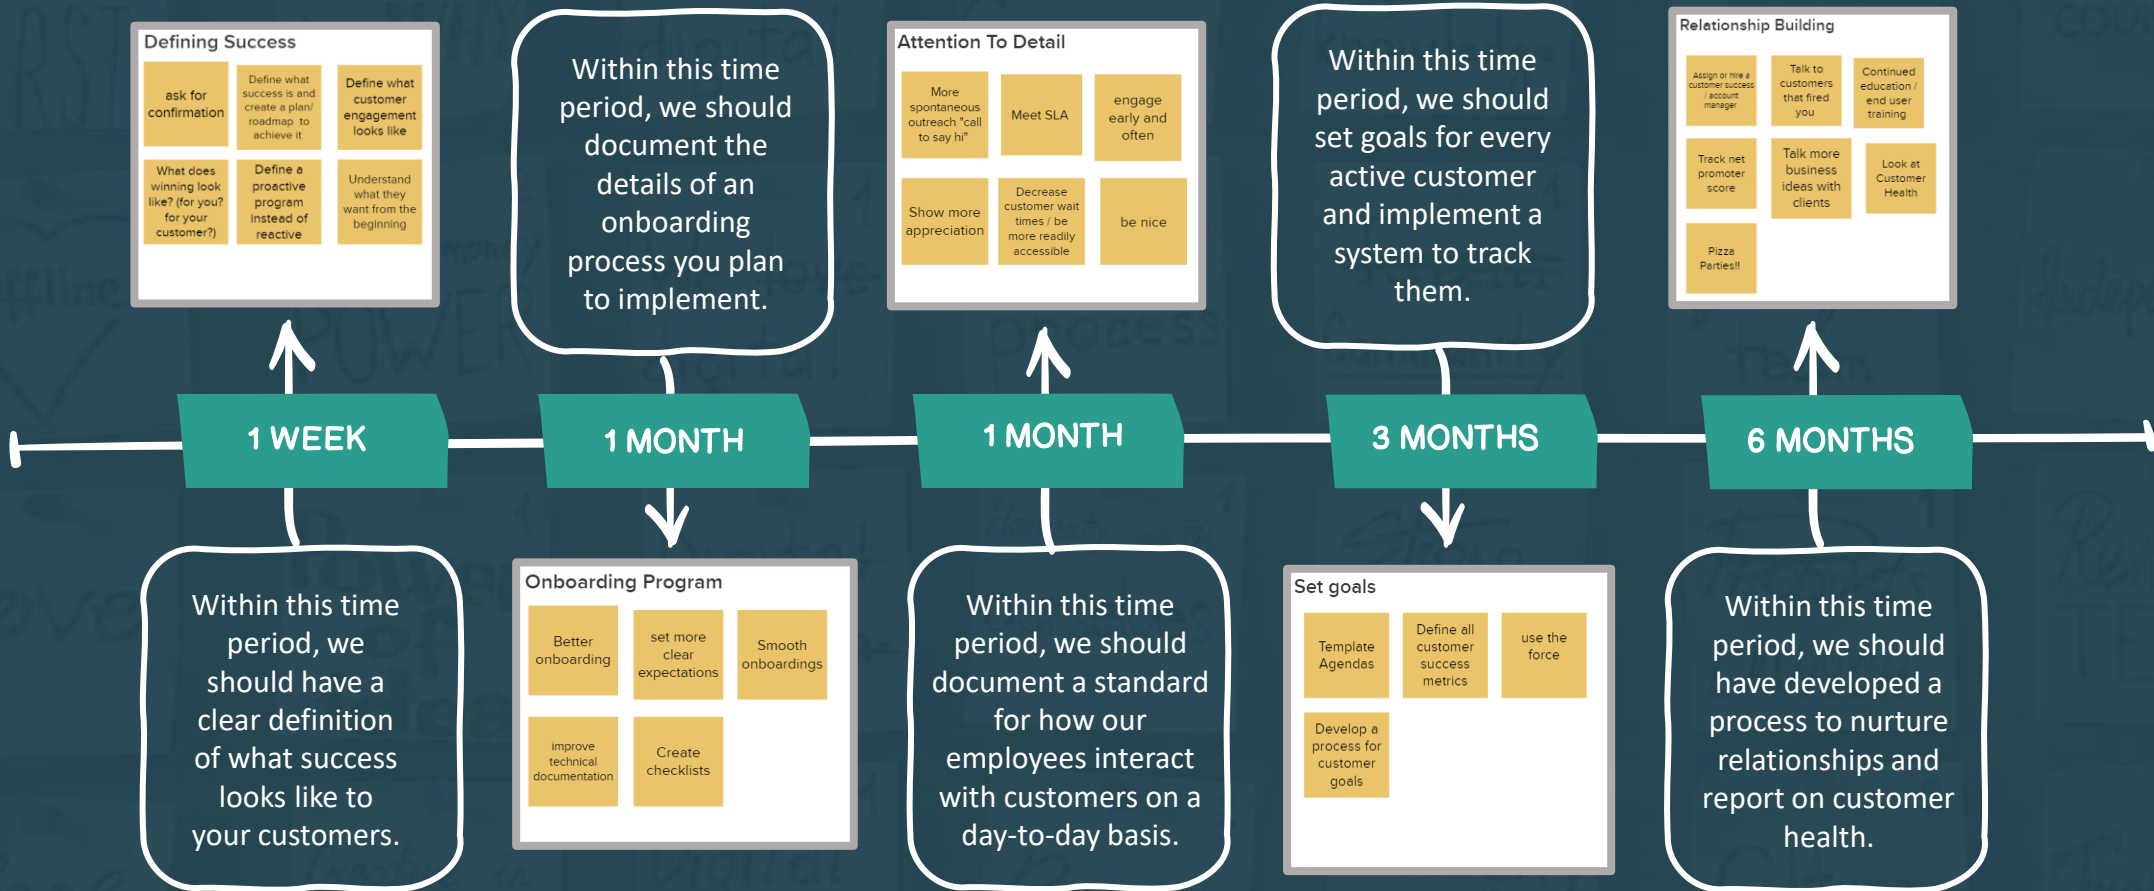 Defining Success
ask for
confirmation
Define what
success is and
create a plan/
roadmap to
achieve it
Define what
customer
engagement
looks like
What does
winning look
like? (for you?
for your
customer?)
Define a
proactive
program
instead of
reactive
Understand
what they
want from the
beginning
1 WEEK
Within this time
period, we
should have a
clear definition
of what success
looks like to
your customers.
Within this time
period, we should
document the
details of an
onboarding
process you plan
to implement.
1 MONTH
Onboarding Program
Better
onboarding
set more
clear
expectations
Smooth
onboardings
improve
technical
documentation
Create
checklists
Attention To Detail
More
spontaneous
outreach "call
to say hi"
Meet SLA
engage
early and
often
Show more
appreciation
Decrease
customer wait
times / be
more readily
accessible
be nice
1 MONTH
Within this time
period, we should
document a standard
for how our
employees interact
with customers on a
day-to-day basis.
Within this time
period, we should
set goals for every
active customer
and implement a
system to track
them.
3 MONTHS
Set goals
Template
Agendas
Define all
customer
success
metrics
use the
force
Develop a
process for
customer
goals
Relationship Building
Assign or hire a
customer success
/ account
manager
Talk to
customers
that fired
you
Continued
education /
end user
training
Track net
promoter
score
Talk more
business
ideas with
clients
Look at
Customer
Health
Pizza
Parties!!
6 MONTHS
Within this time
period, we should
have developed a
process to nurture
relationships and
report on customer
health.